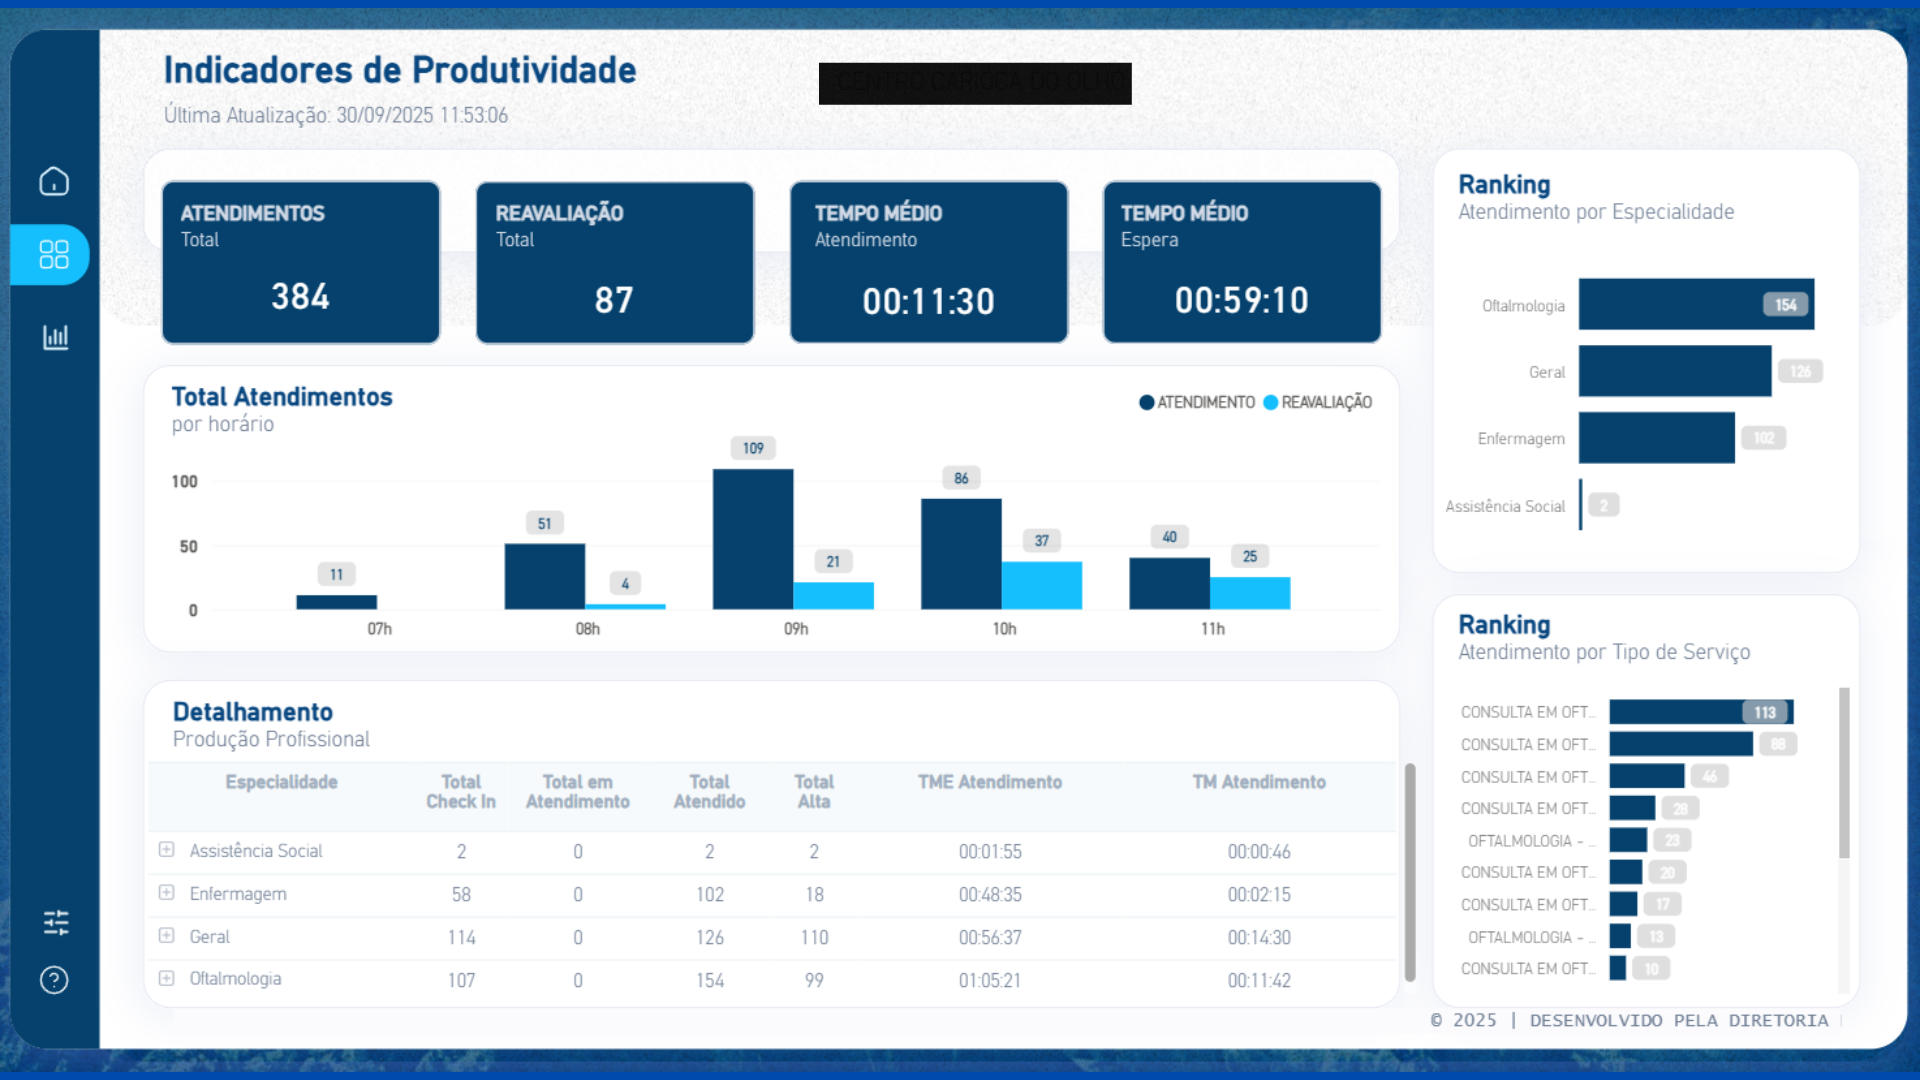 Indicadores de Produtividade
Última Atualização: 30/09/2025 11:53:06
CENTRO CARIOCA DO OLHO
ATENDIMENTOS
Total
384
REAVALIAÇÃO
Total
87
TEMPO MÉDIO
Atendimento
00:11:30
TEMPO MÉDIO
Espera
00:59:10
Total Atendimentos
por horário
ATENDIMENTO REAVALIAÇÃO
100
50
0
11
51
4
109
21
86
37
40
25
07h 08h 09h 10h 11h
Detalhamento
Produção Profissional
Especialidade Total Check In Total em Atendimento Total Atendido Total Alta TME Atendimento TM Atendimento
Assistência Social 2 0 2 2 00:01:55 00:00:46
Enfermagem 58 0 102 18 00:48:35 00:02:15
Geral 114 0 126 110 00:56:37 00:14:30
Oftalmologia 107 0 154 99 01:05:21 00:11:42
Ranking
Atendimento por Especialidade
Oftalmologia 154
Geral 126
Enfermagem 102
Assistência Social 2
Ranking
Atendimento por Tipo de Serviço
CONSULTA EM OFT... 113
CONSULTA EM OFT... 88
CONSULTA EM OFT... 46
CONSULTA EM OFT... 28
OFTALMOLOGIA - ... 23
CONSULTA EM OFT... 20
CONSULTA EM OFT... 17
OFTALMOLOGIA - ... 13
CONSULTA EM OFT... 10
© 2025 | DESENVOLVIDO PELA DIRETORIA